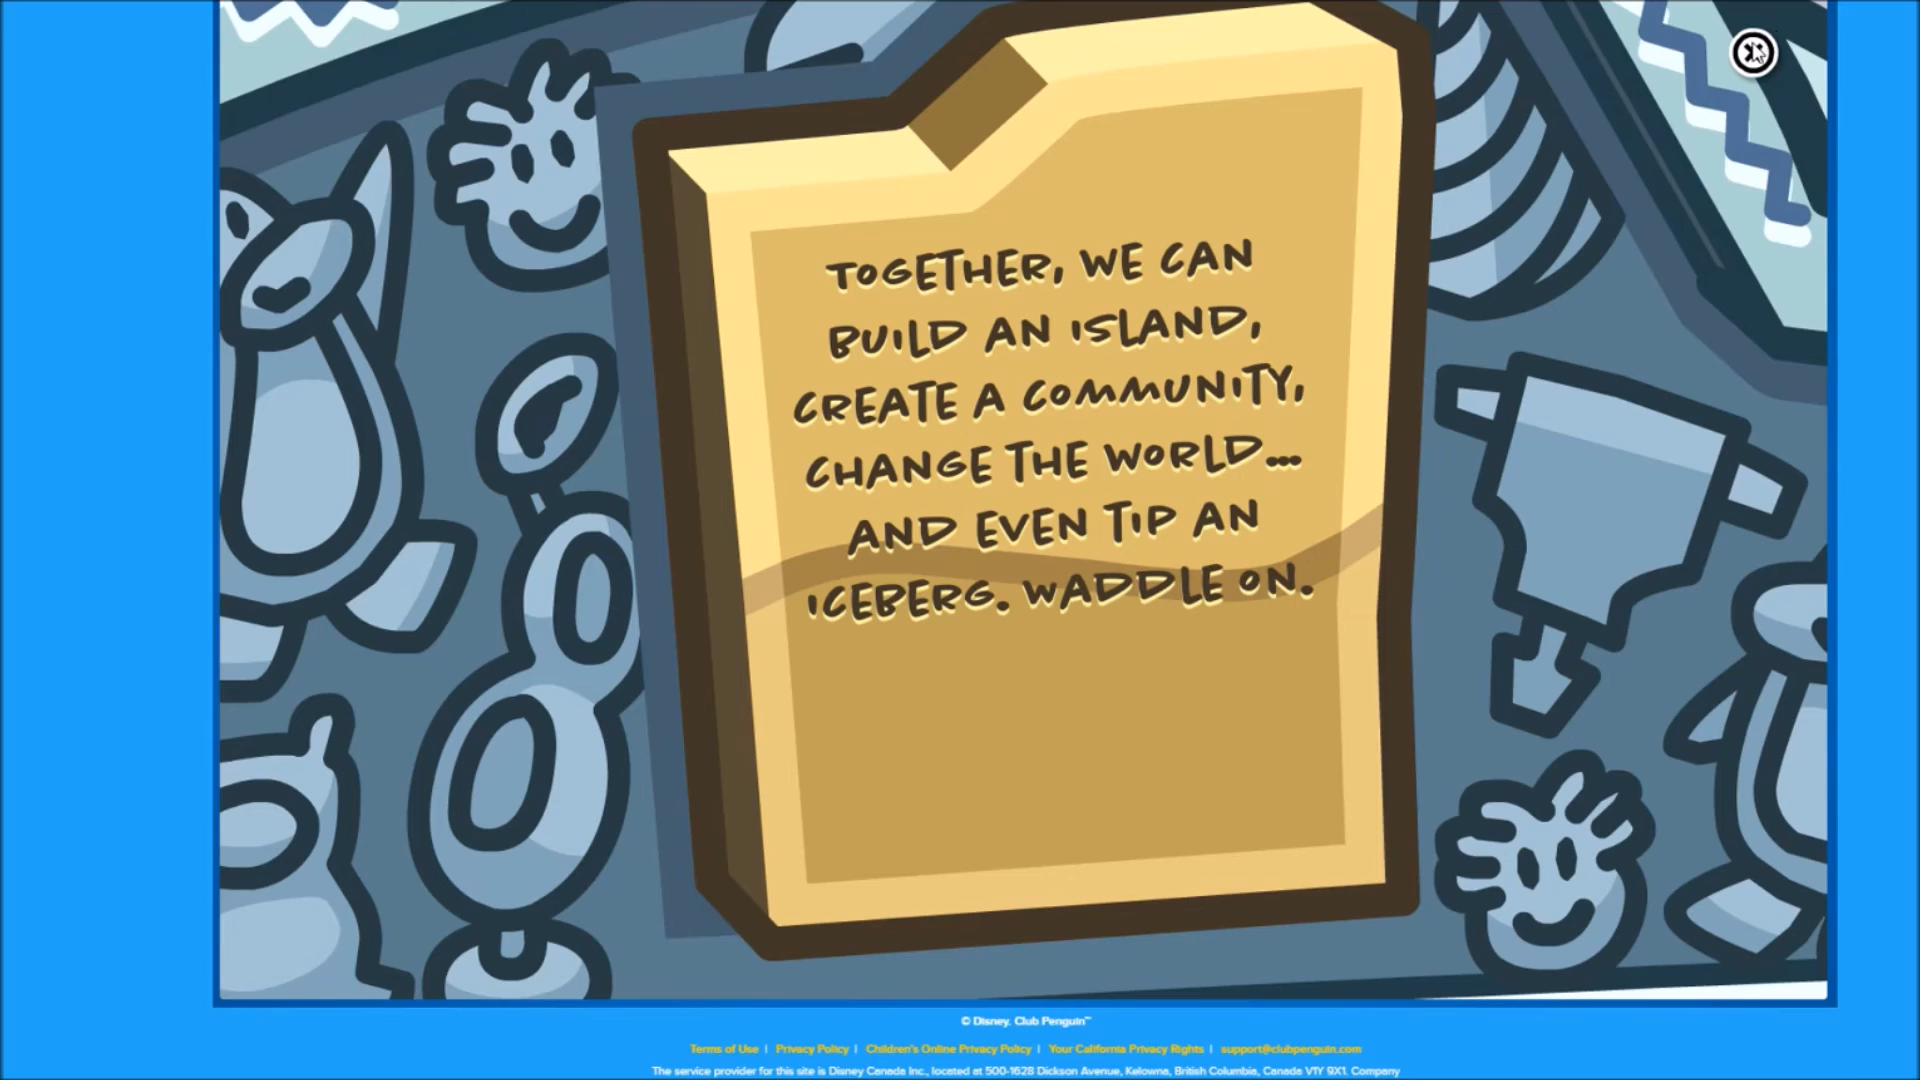 TOGETHER, WE CAN
BUILD AN ISLAND,
CREATE A COMMUNITY,
CHANGE THE WORLD...
AND EVEN TIP AN
ICEBERG. WADDLE ON.
© Disney. Club Penguin™
Terms of Use | Privacy Policy | Children's Online Privacy Policy | Your California Privacy Rights | support@clubpenguin.com
The service provider for this site is Disney Canada Inc., located at 500-1628 Dickson Avenue, Kelowna, British Columbia, Canada V1Y 9X1. Company